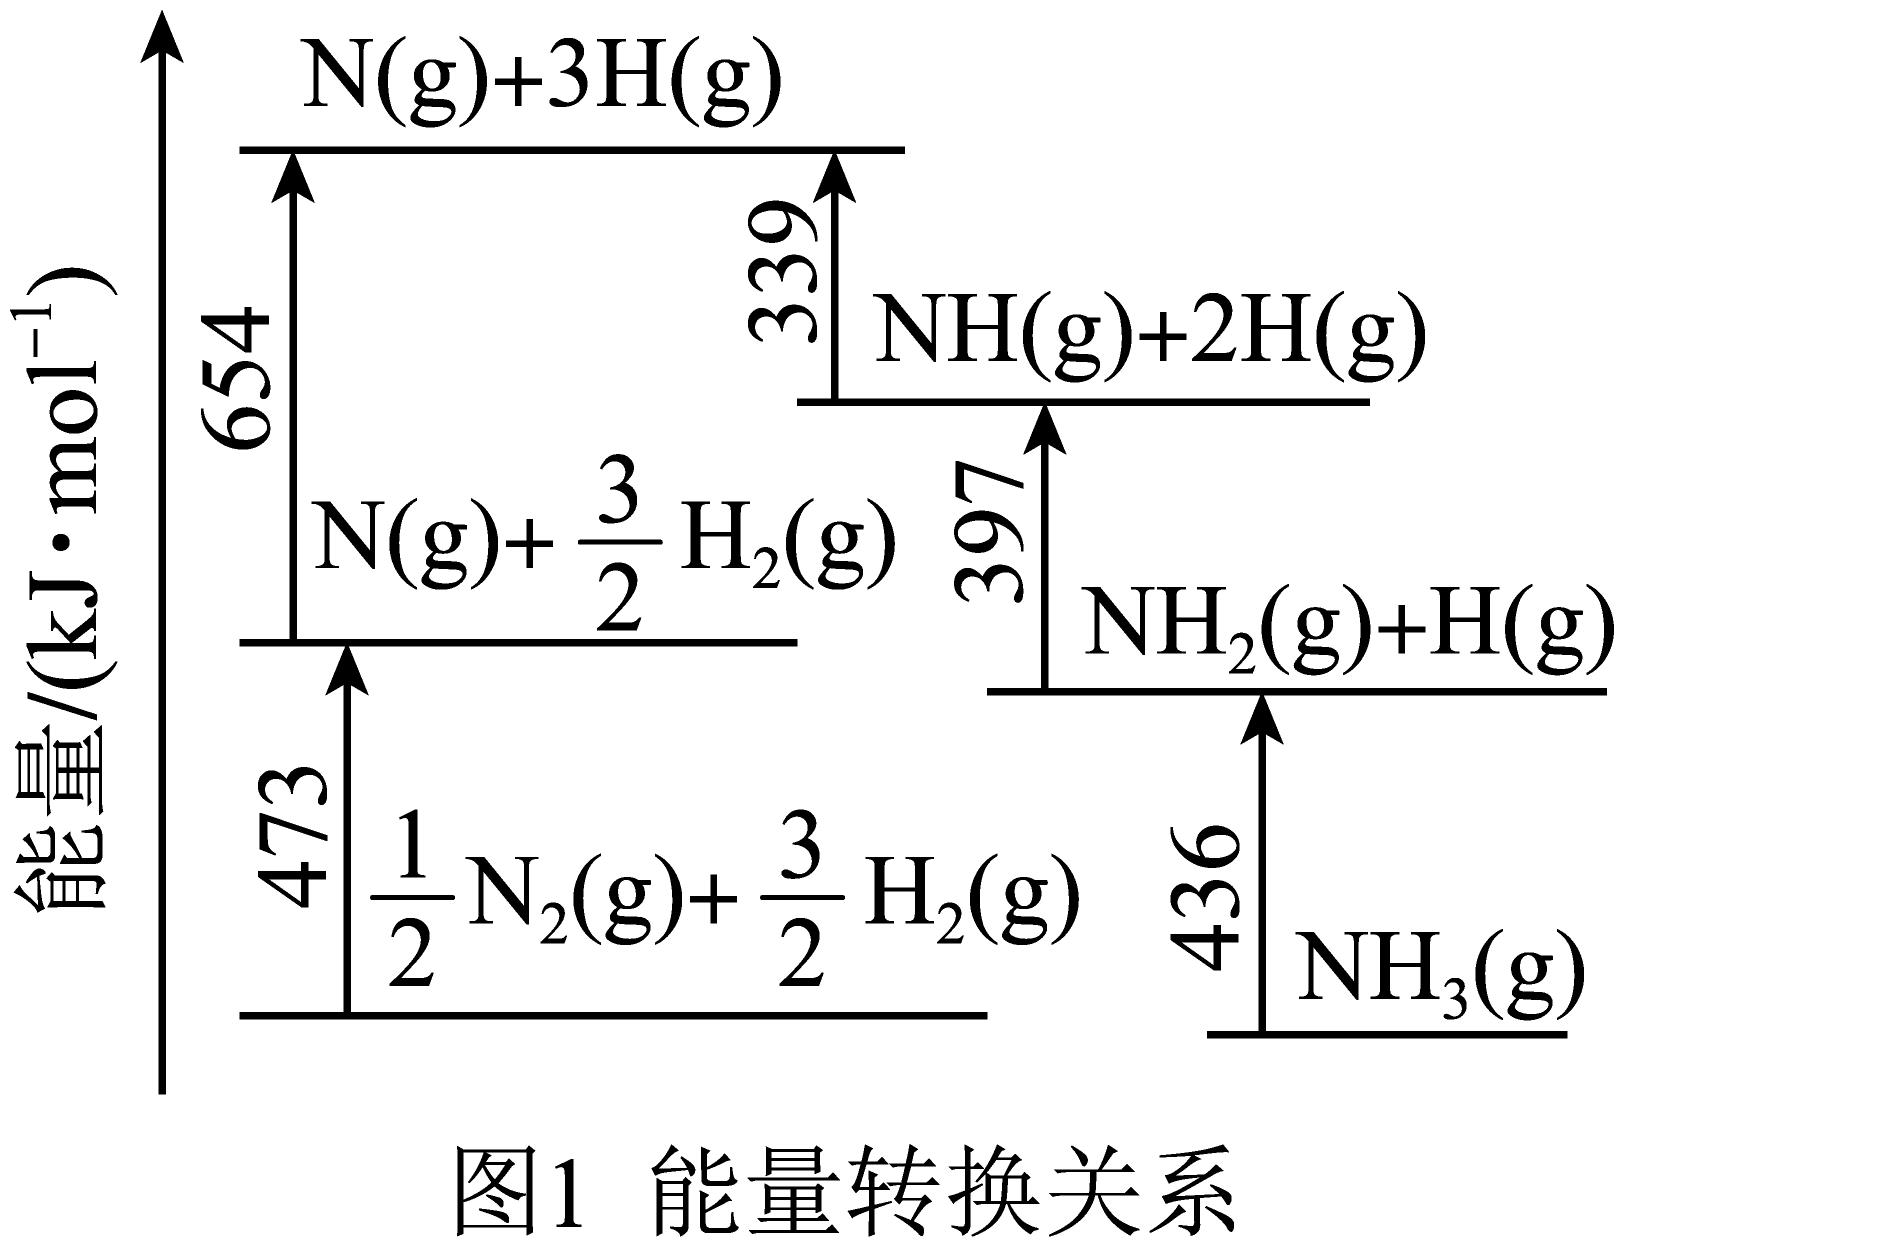 能量/(kJ·mol⁻¹)
N(g)+3H(g)
654
339
NH(g)+2H(g)
N(g)+3/2 H₂(g)
397
NH₂(g)+H(g)
473
1/2 N₂(g)+3/2 H₂(g)
436
NH₃(g)
图1 能量转换关系